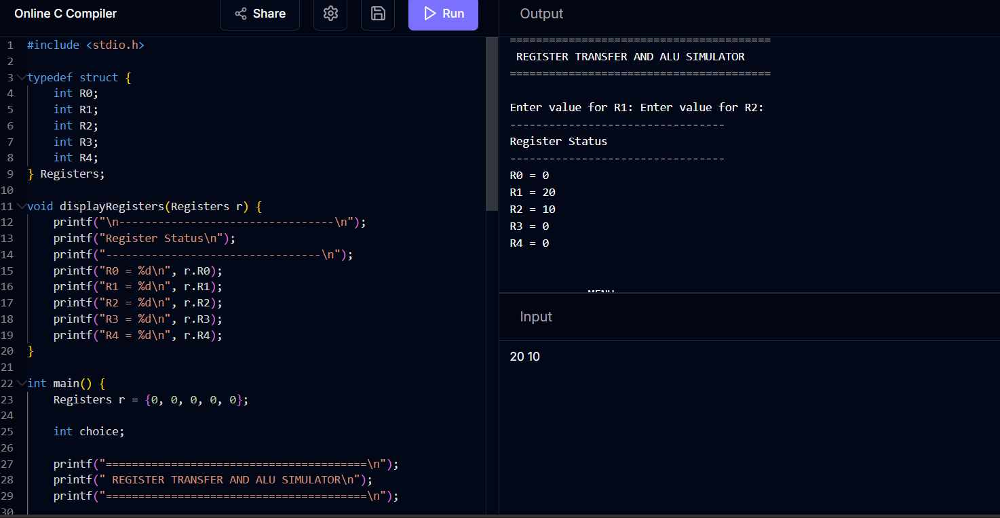 Online C Compiler
Share
Run
1 #include <stdio.h>
2
3 typedef struct {
4     int R0;
5     int R1;
6     int R2;
7     int R3;
8     int R4;
9 } Registers;
10
11 void displayRegisters(Registers r) {
12     printf("\n---------------------------------\n");
13     printf("Register Status\n");
14     printf("---------------------------------\n");
15     printf("R0 = %d\n", r.R0);
16     printf("R1 = %d\n", r.R1);
17     printf("R2 = %d\n", r.R2);
18     printf("R3 = %d\n", r.R3);
19     printf("R4 = %d\n", r.R4);
20 }
21
22 int main() {
23     Registers r = {0, 0, 0, 0, 0};
24
25     int choice;
26
27     printf("========================================\n");
28     printf(" REGISTER TRANSFER AND ALU SIMULATOR\n");
29     printf("========================================\n");
30
Output
========================================
 REGISTER TRANSFER AND ALU SIMULATOR
========================================
Enter value for R1: Enter value for R2:
---------------------------------
Register Status
---------------------------------
R0 = 0
R1 = 20
R2 = 10
R3 = 0
R4 = 0
MENU
Input
20 10